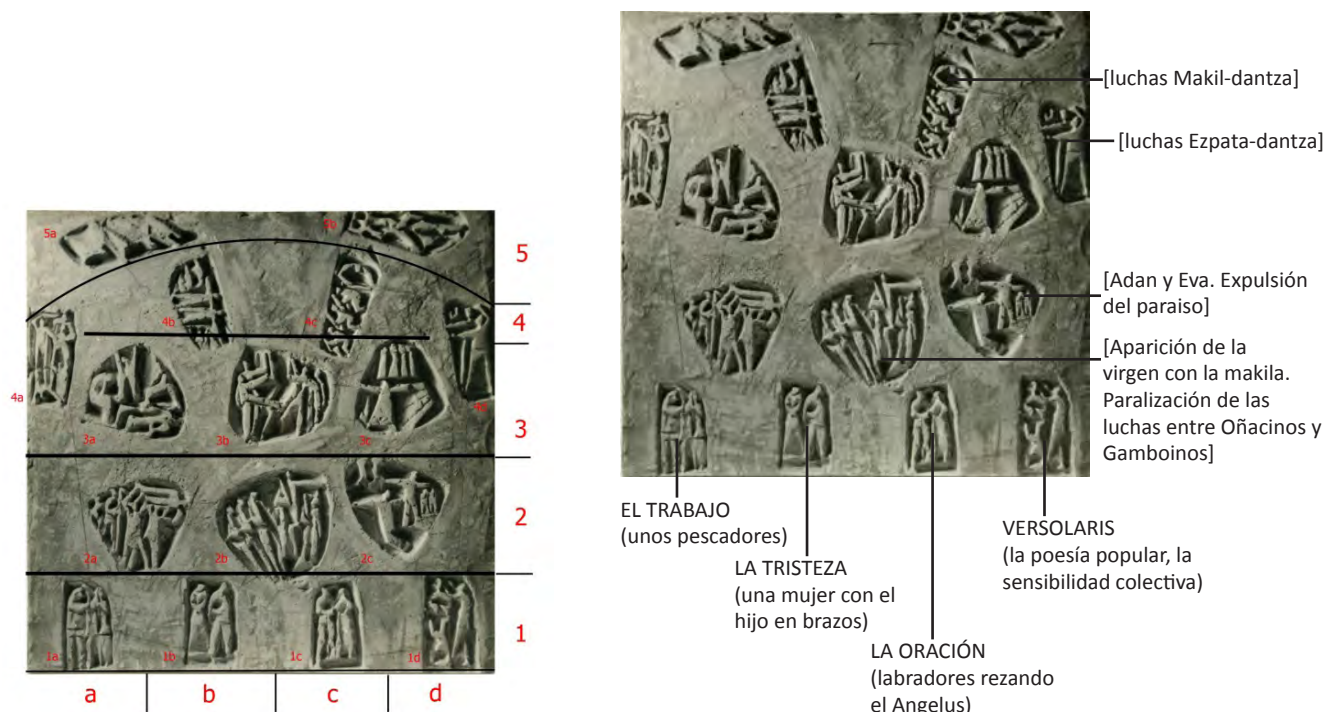 5a
5b
5
4b
4c
4
4a
4d
3a
3b
3c
3
2a
2b
2c
2
1a
1b
1c
1d
1
a
b
c
d
[luchas Makil-dantza]
[luchas Ezpata-dantza]
[Adan y Eva. Expulsión
del paraiso]
[Aparición de la
virgen con la makila.
Paralización de las
luchas entre Oñacinos y
Gamboinos]
EL TRABAJO
(unos pescadores)
LA TRISTEZA
(una mujer con el
hijo en brazos)
LA ORACIÓN
(labradores rezando
el Angelus)
VERSOLARIS
(la poesía popular, la
sensibilidad colectiva)